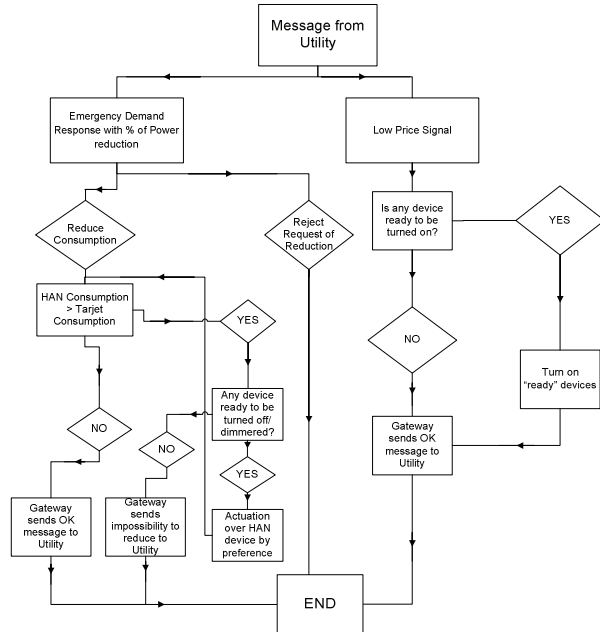 Message from
Utility
Emergency Demand
Response with % of Power
reduction
Low Price Signal
Reduce
Consumption
Reject
Request of
Reduction
Is any device
ready to be
turned on?
YES
HAN Consumption
> Tarjet
Consumption
YES
NO
Turn on
“ready” devices
Any device
ready to be
turned off/
dimmered?
NO
NO
YES
Gateway
sends OK
message to
Utility
Gateway
sends OK
message to
Utility
Gateway
sends
impossibility to
reduce to
Utility
Actuation
over HAN
device by
preference
END